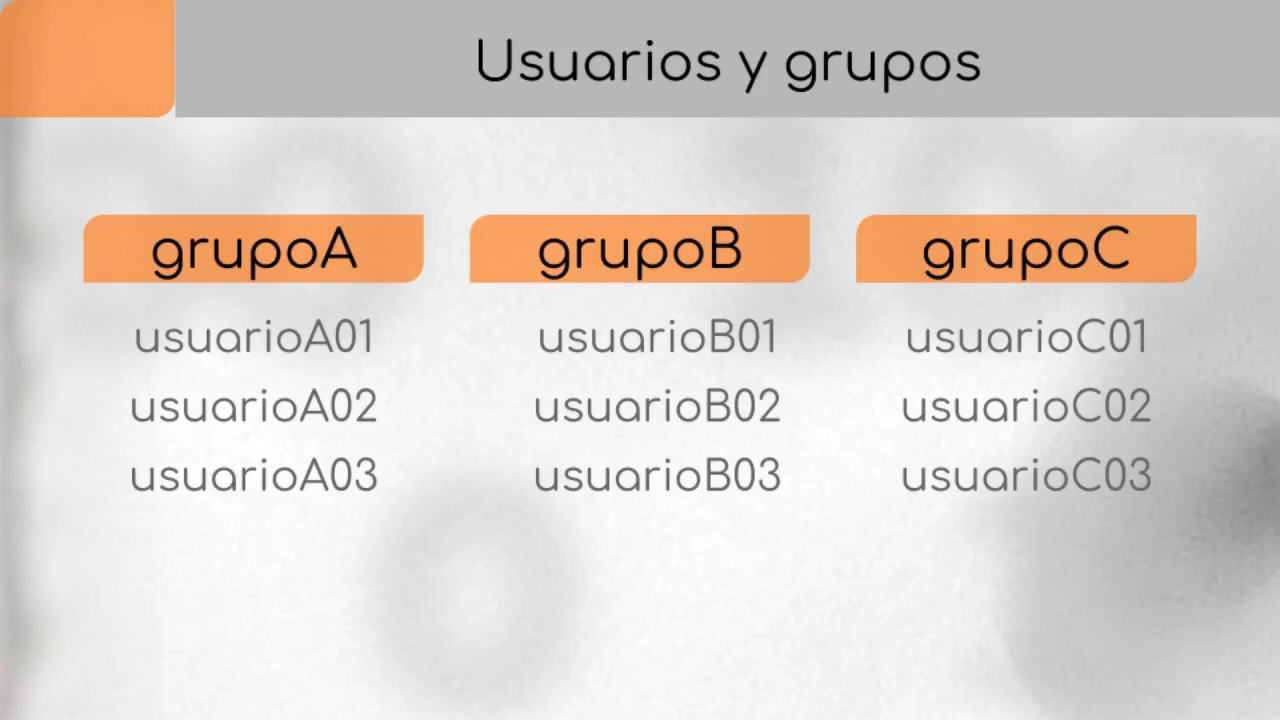 Usuarios y grupos
grupoA
usuarioA01
usuarioA02
usuarioA03
grupoB
usuarioB01
usuarioB02
usuarioB03
grupoC
usuarioC01
usuarioC02
usuarioC03